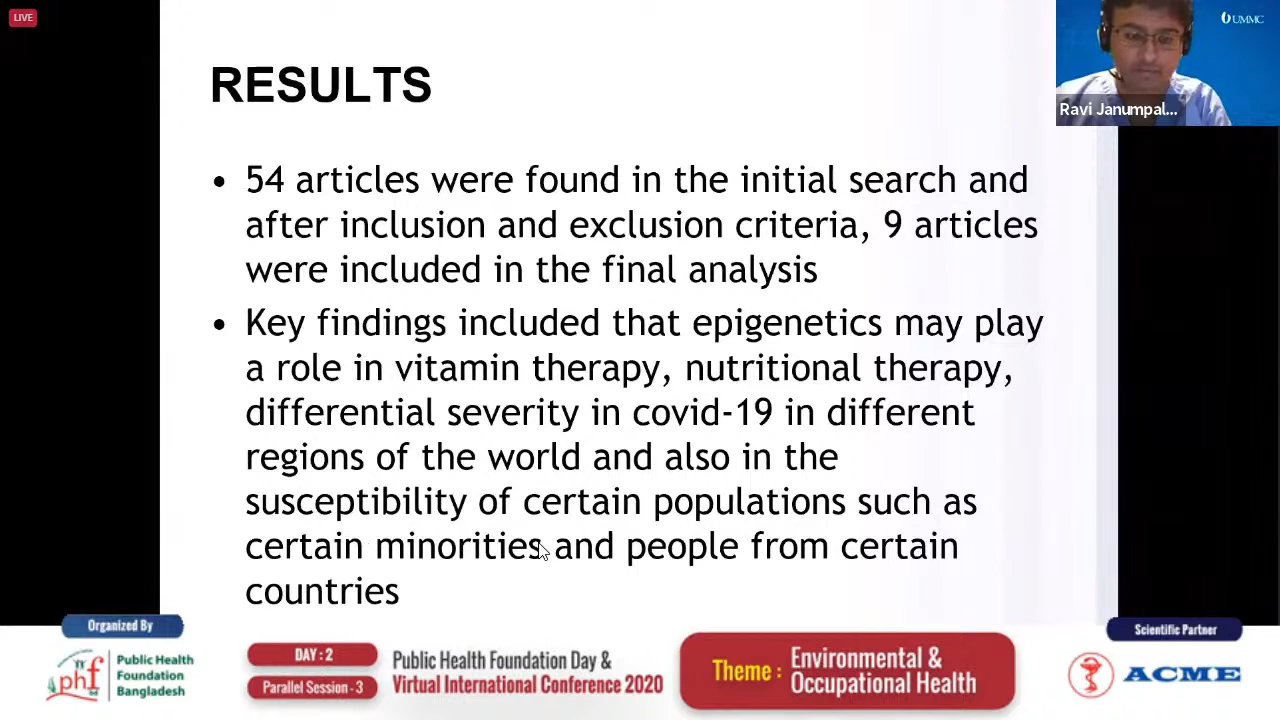 LIVE
UMMC
Ravi Janumpal...
RESULTS
• 54 articles were found in the initial search and
after inclusion and exclusion criteria, 9 articles
were included in the final analysis
• Key findings included that epigenetics may play
a role in vitamin therapy, nutritional therapy,
differential severity in covid-19 in different
regions of the world and also in the
susceptibility of certain populations such as
certain minorities and people from certain
countries
Organized By
phf
Public Health
Foundation
Bangladesh
DAY : 2
Parallel Session - 3
Public Health Foundation Day &
Virtual International Conference 2020
Theme :
Environmental &
Occupational Health
Scientific Partner
ACME